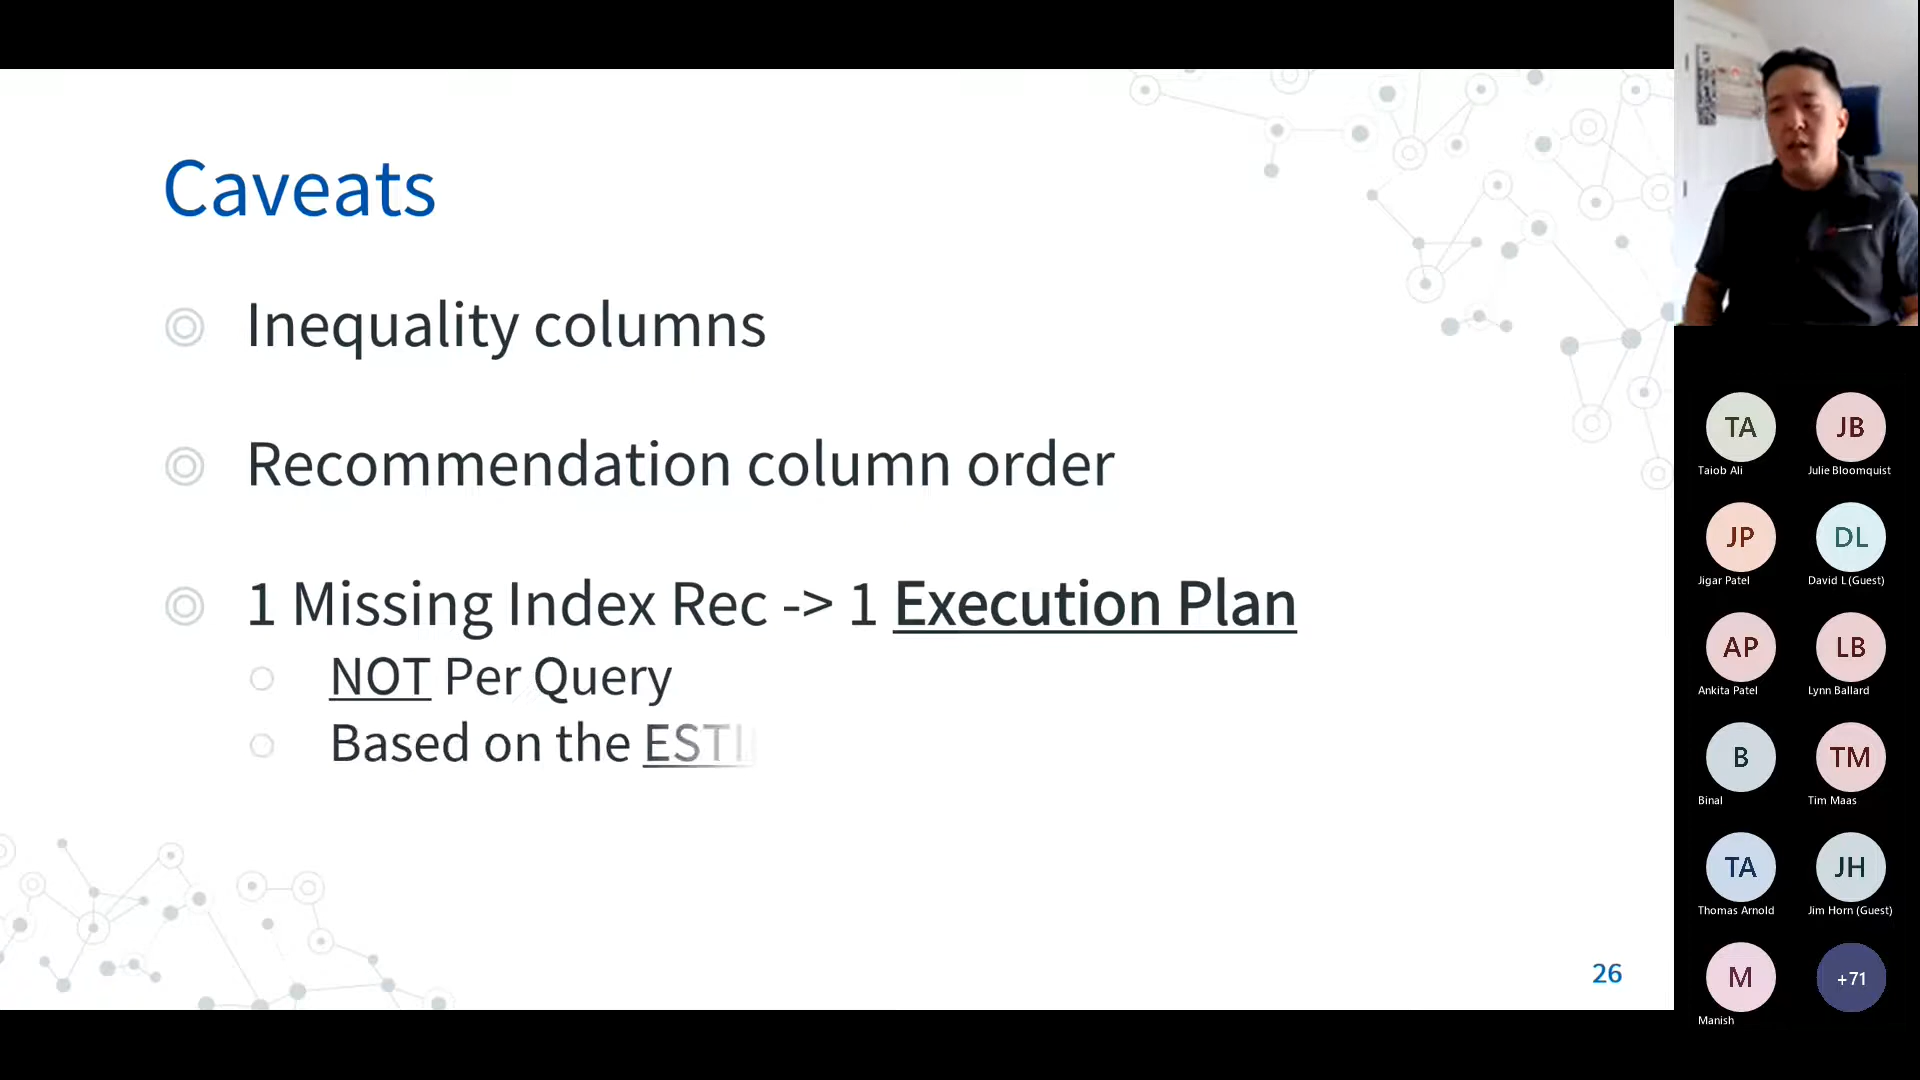 Caveats
Inequality columns
Recommendation column order
1 Missing Index Rec -> 1 Execution Plan
NOT Per Query
Based on the ESTI
26
TA
Taiob Ali
JB
Julie Bloomquist
JP
Jigar Patel
DL
David L (Guest)
AP
Ankita Patel
LB
Lynn Ballard
B
Binal
TM
Tim Maas
TA
Thomas Arnold
JH
Jim Horn (Guest)
M
Manish
+71